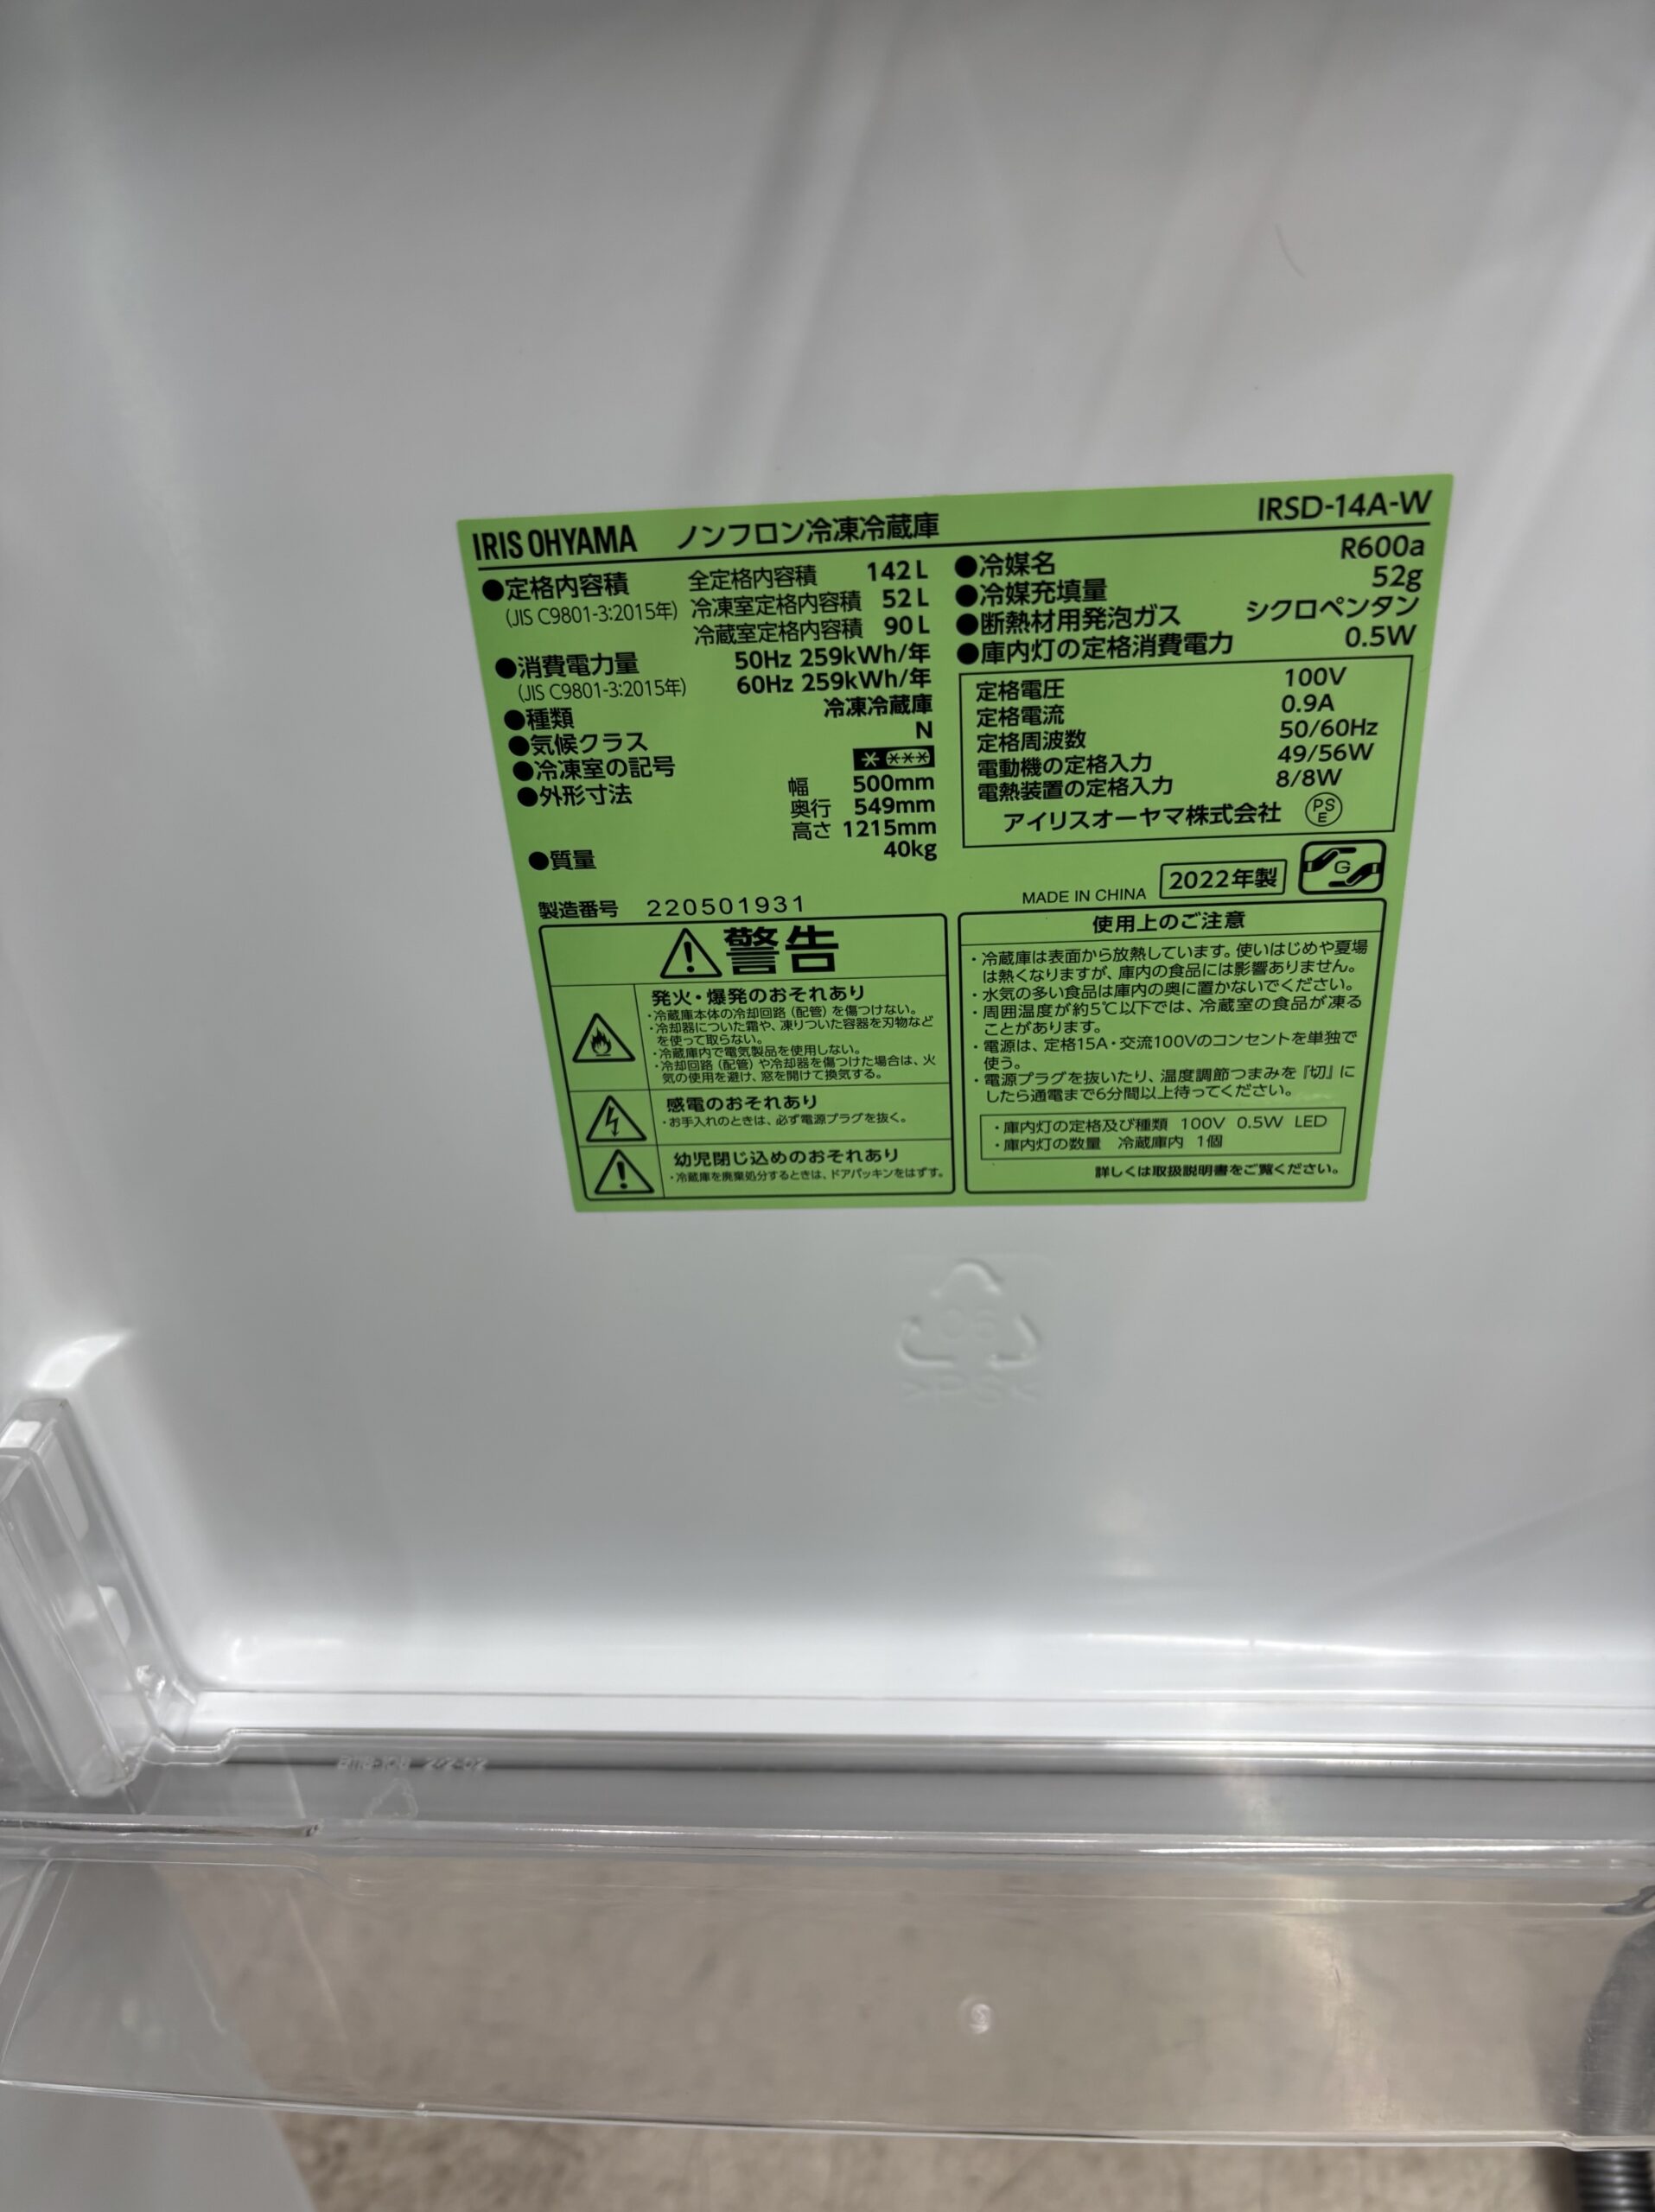 IRIS OHYAMA ノンフロン冷凍冷蔵庫 IRSD-14A-W
●定格内容積 全定格内容積 142L
(JIS C9801-3:2015年) 冷凍室定格内容積 52L
冷蔵室定格内容積 90L
●消費電力量 50Hz 259kWh/年
(JIS C9801-3:2015年) 60Hz 259kWh/年
●種類 冷凍冷蔵庫
●気候クラス N
●冷凍室の記号
●外形寸法 幅 500mm
奥行 549mm
高さ 1215mm
●質量 40kg
製造番号 220501931
●冷媒名 R600a
●冷媒充填量 52g
●断熱材用発泡ガス シクロペンタン
●庫内灯の定格消費電力 0.5W
定格電圧 100V
定格電流 0.9A
定格周波数 50/60Hz
電動機の定格入力 49/56W
電熱装置の定格入力 8/8W
アイリスオーヤマ株式会社 PSE
MADE IN CHINA 2022年製 G
警告
発火・爆発のおそれあり
・冷蔵庫本体の冷却回路(配管)を傷つけない。
・冷却器についた霜や、凍りついた容器を刃物など
を使って取らない。
・冷蔵庫内で電気製品を使用しない。
・冷却回路(配管)や冷却器を傷つけた場合は、火
気の使用を避け、窓を開けて換気する。
感電のおそれあり
・お手入れのときは、必ず電源プラグを抜く。
幼児閉じ込めのおそれあり
・冷蔵庫を廃棄処分するときは、ドアパッキンをはずす。
使用上のご注意
・冷蔵庫は表面から放熱しています。使いはじめや夏場
は熱くなりますが、庫内の食品には影響ありません。
・水気の多い食品は庫内の奥に置かないでください。
・周囲温度が約5℃以下では、冷蔵室の食品が凍る
ことがあります。
・電源は、定格15A・交流100Vのコンセントを単独で
使う。
・電源プラグを抜いたり、温度調節つまみを『切』に
したら通電まで6分間以上待ってください。
・庫内灯の定格及び種類 100V 0.5W LED
・庫内灯の数量 冷蔵庫内 1個
詳しくは取扱説明書をご覧ください。
06
>PS<